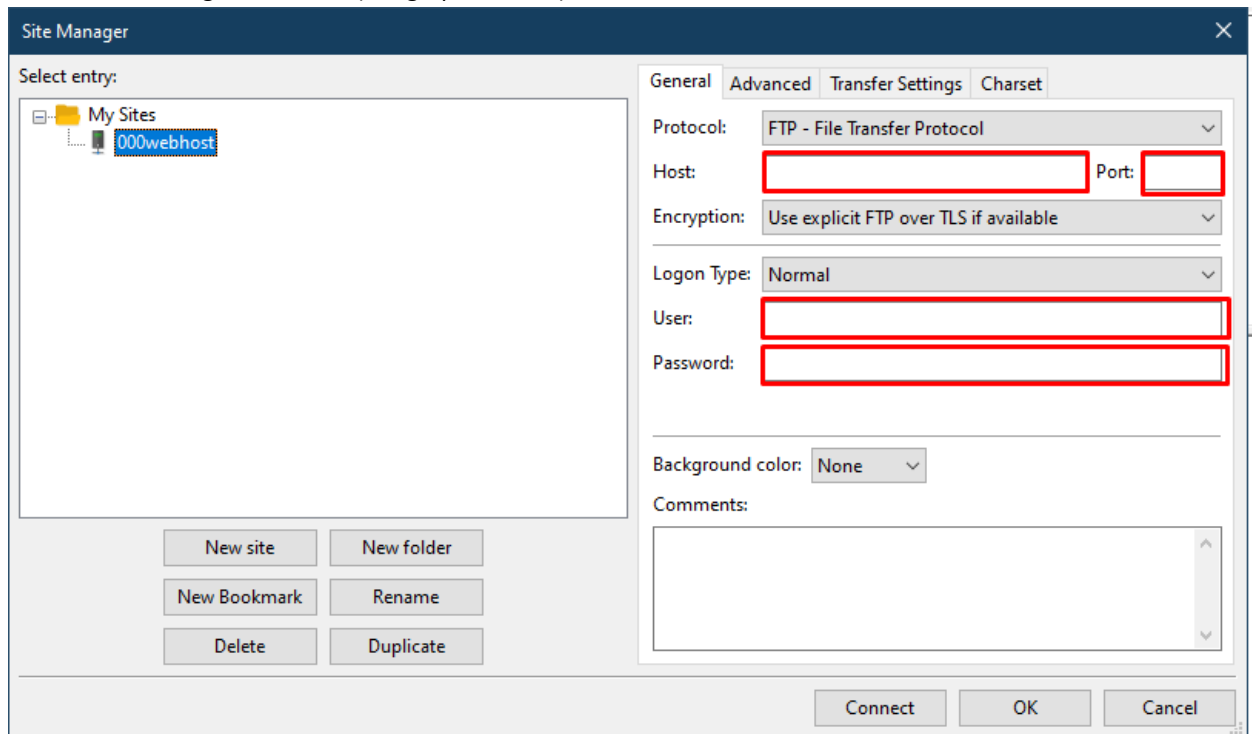 Site Manager
Select entry:
My Sites
000webhost
New site
New folder
New Bookmark
Rename
Delete
Duplicate
General Advanced Transfer Settings Charset
Protocol: FTP - File Transfer Protocol
Host: Port:
Encryption: Use explicit FTP over TLS if available
Logon Type: Normal
User:
Password:
Background color: None
Comments:
Connect OK Cancel